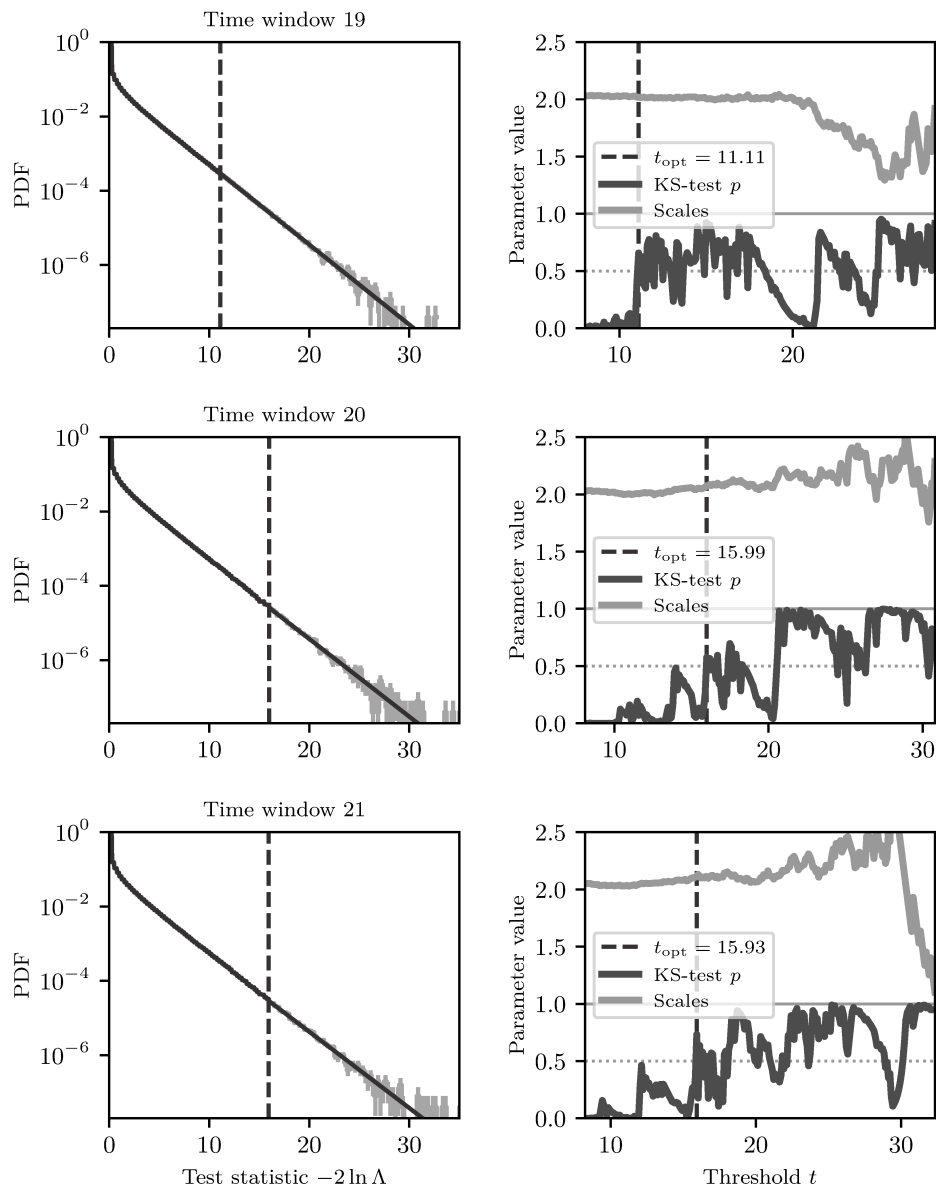 Time window 19
PDF
10⁰
10⁻²
10⁻⁴
10⁻⁶
0 10 20 30
Parameter value
2.5
2.0
1.5
1.0
0.5
0.0
t_opt = 11.11
KS-test p
Scales
10 20
Time window 20
PDF
10⁰
10⁻²
10⁻⁴
10⁻⁶
0 10 20 30
Parameter value
2.5
2.0
1.5
1.0
0.5
0.0
t_opt = 15.99
KS-test p
Scales
10 20 30
Time window 21
PDF
10⁰
10⁻²
10⁻⁴
10⁻⁶
0 10 20 30
Test statistic −2 ln Λ
Parameter value
2.5
2.0
1.5
1.0
0.5
0.0
t_opt = 15.93
KS-test p
Scales
10 20 30
Threshold t